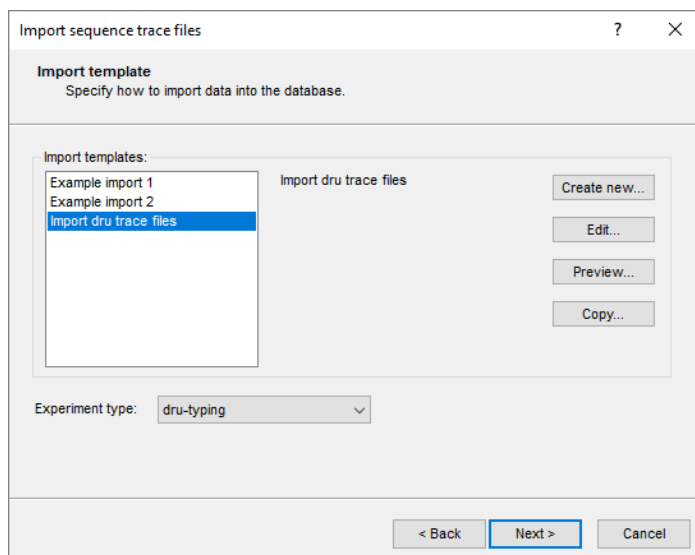 Import sequence trace files
?
Import template
Specify how to import data into the database.
Import templates:
Example import 1
Example import 2
Import dru trace files
Import dru trace files
Create new...
Edit...
Preview...
Copy...
Experiment type:
dru-typing
< Back
Next >
Cancel